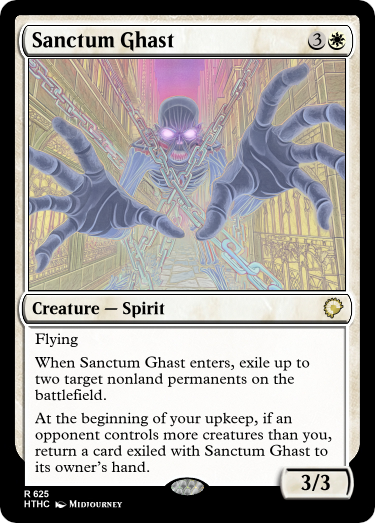 Sanctum Ghast 3
Creature — Spirit
Flying
When Sanctum Ghast enters, exile up to
two target nonland permanents on the
battlefield.
At the beginning of your upkeep, if an
opponent controls more creatures than you,
return a card exiled with Sanctum Ghast to
its owner's hand.
3/3
R 625
HTHC Midjourney